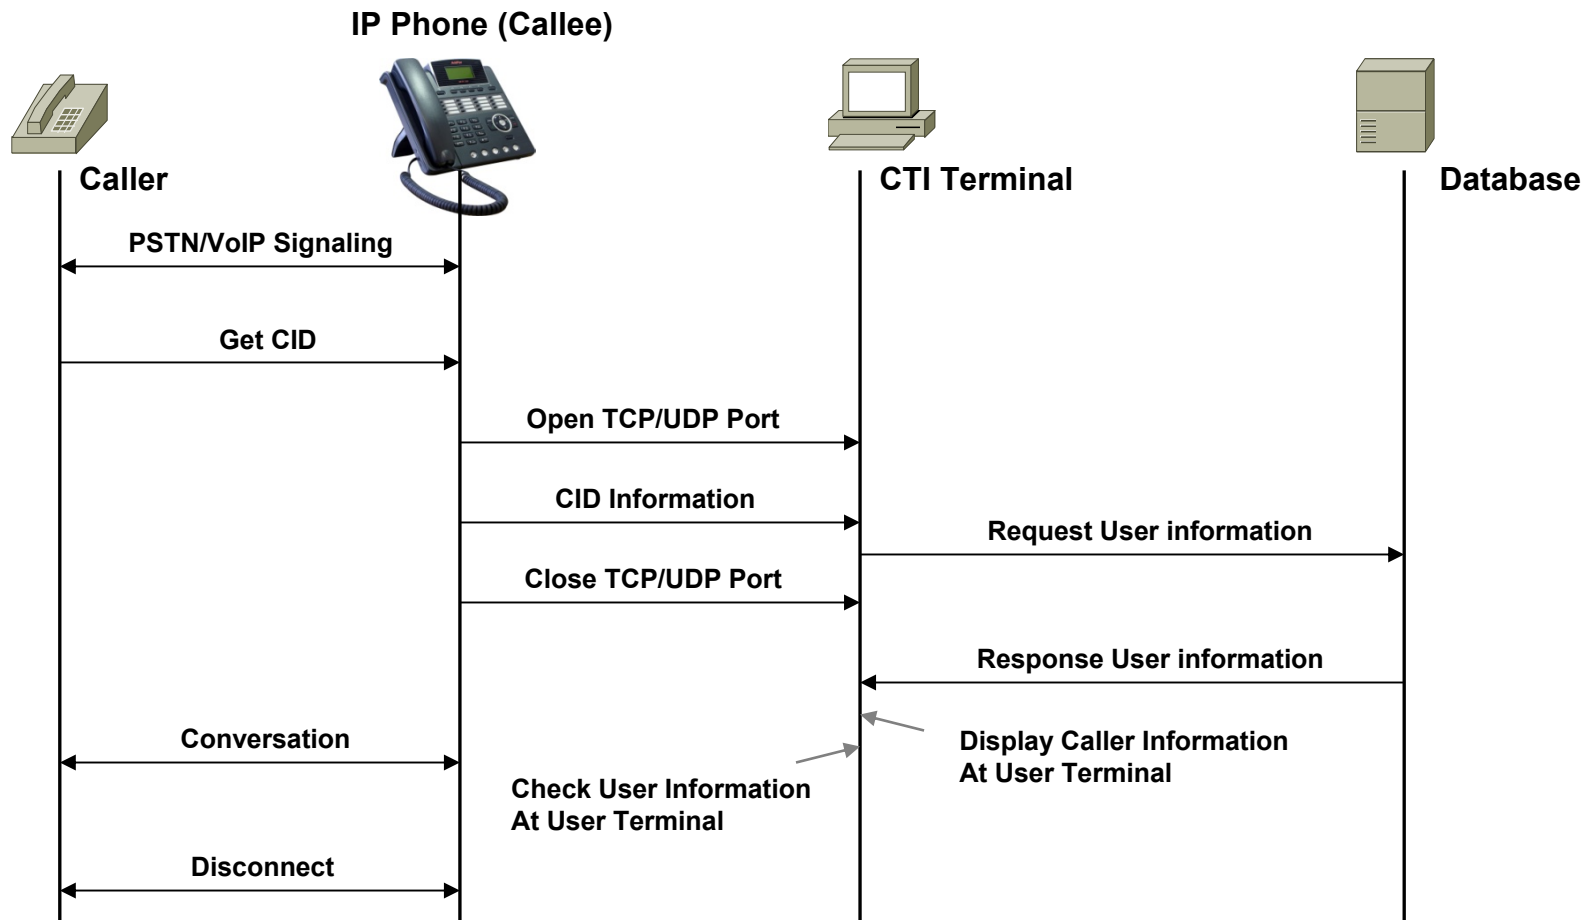 IP Phone (Callee)
Caller
CTI Terminal
Database
PSTN/VoIP Signaling
Get CID
Open TCP/UDP Port
CID Information
Request User information
Close TCP/UDP Port
Response User information
Conversation
Display Caller Information
At User Terminal
Check User Information
At User Terminal
Disconnect